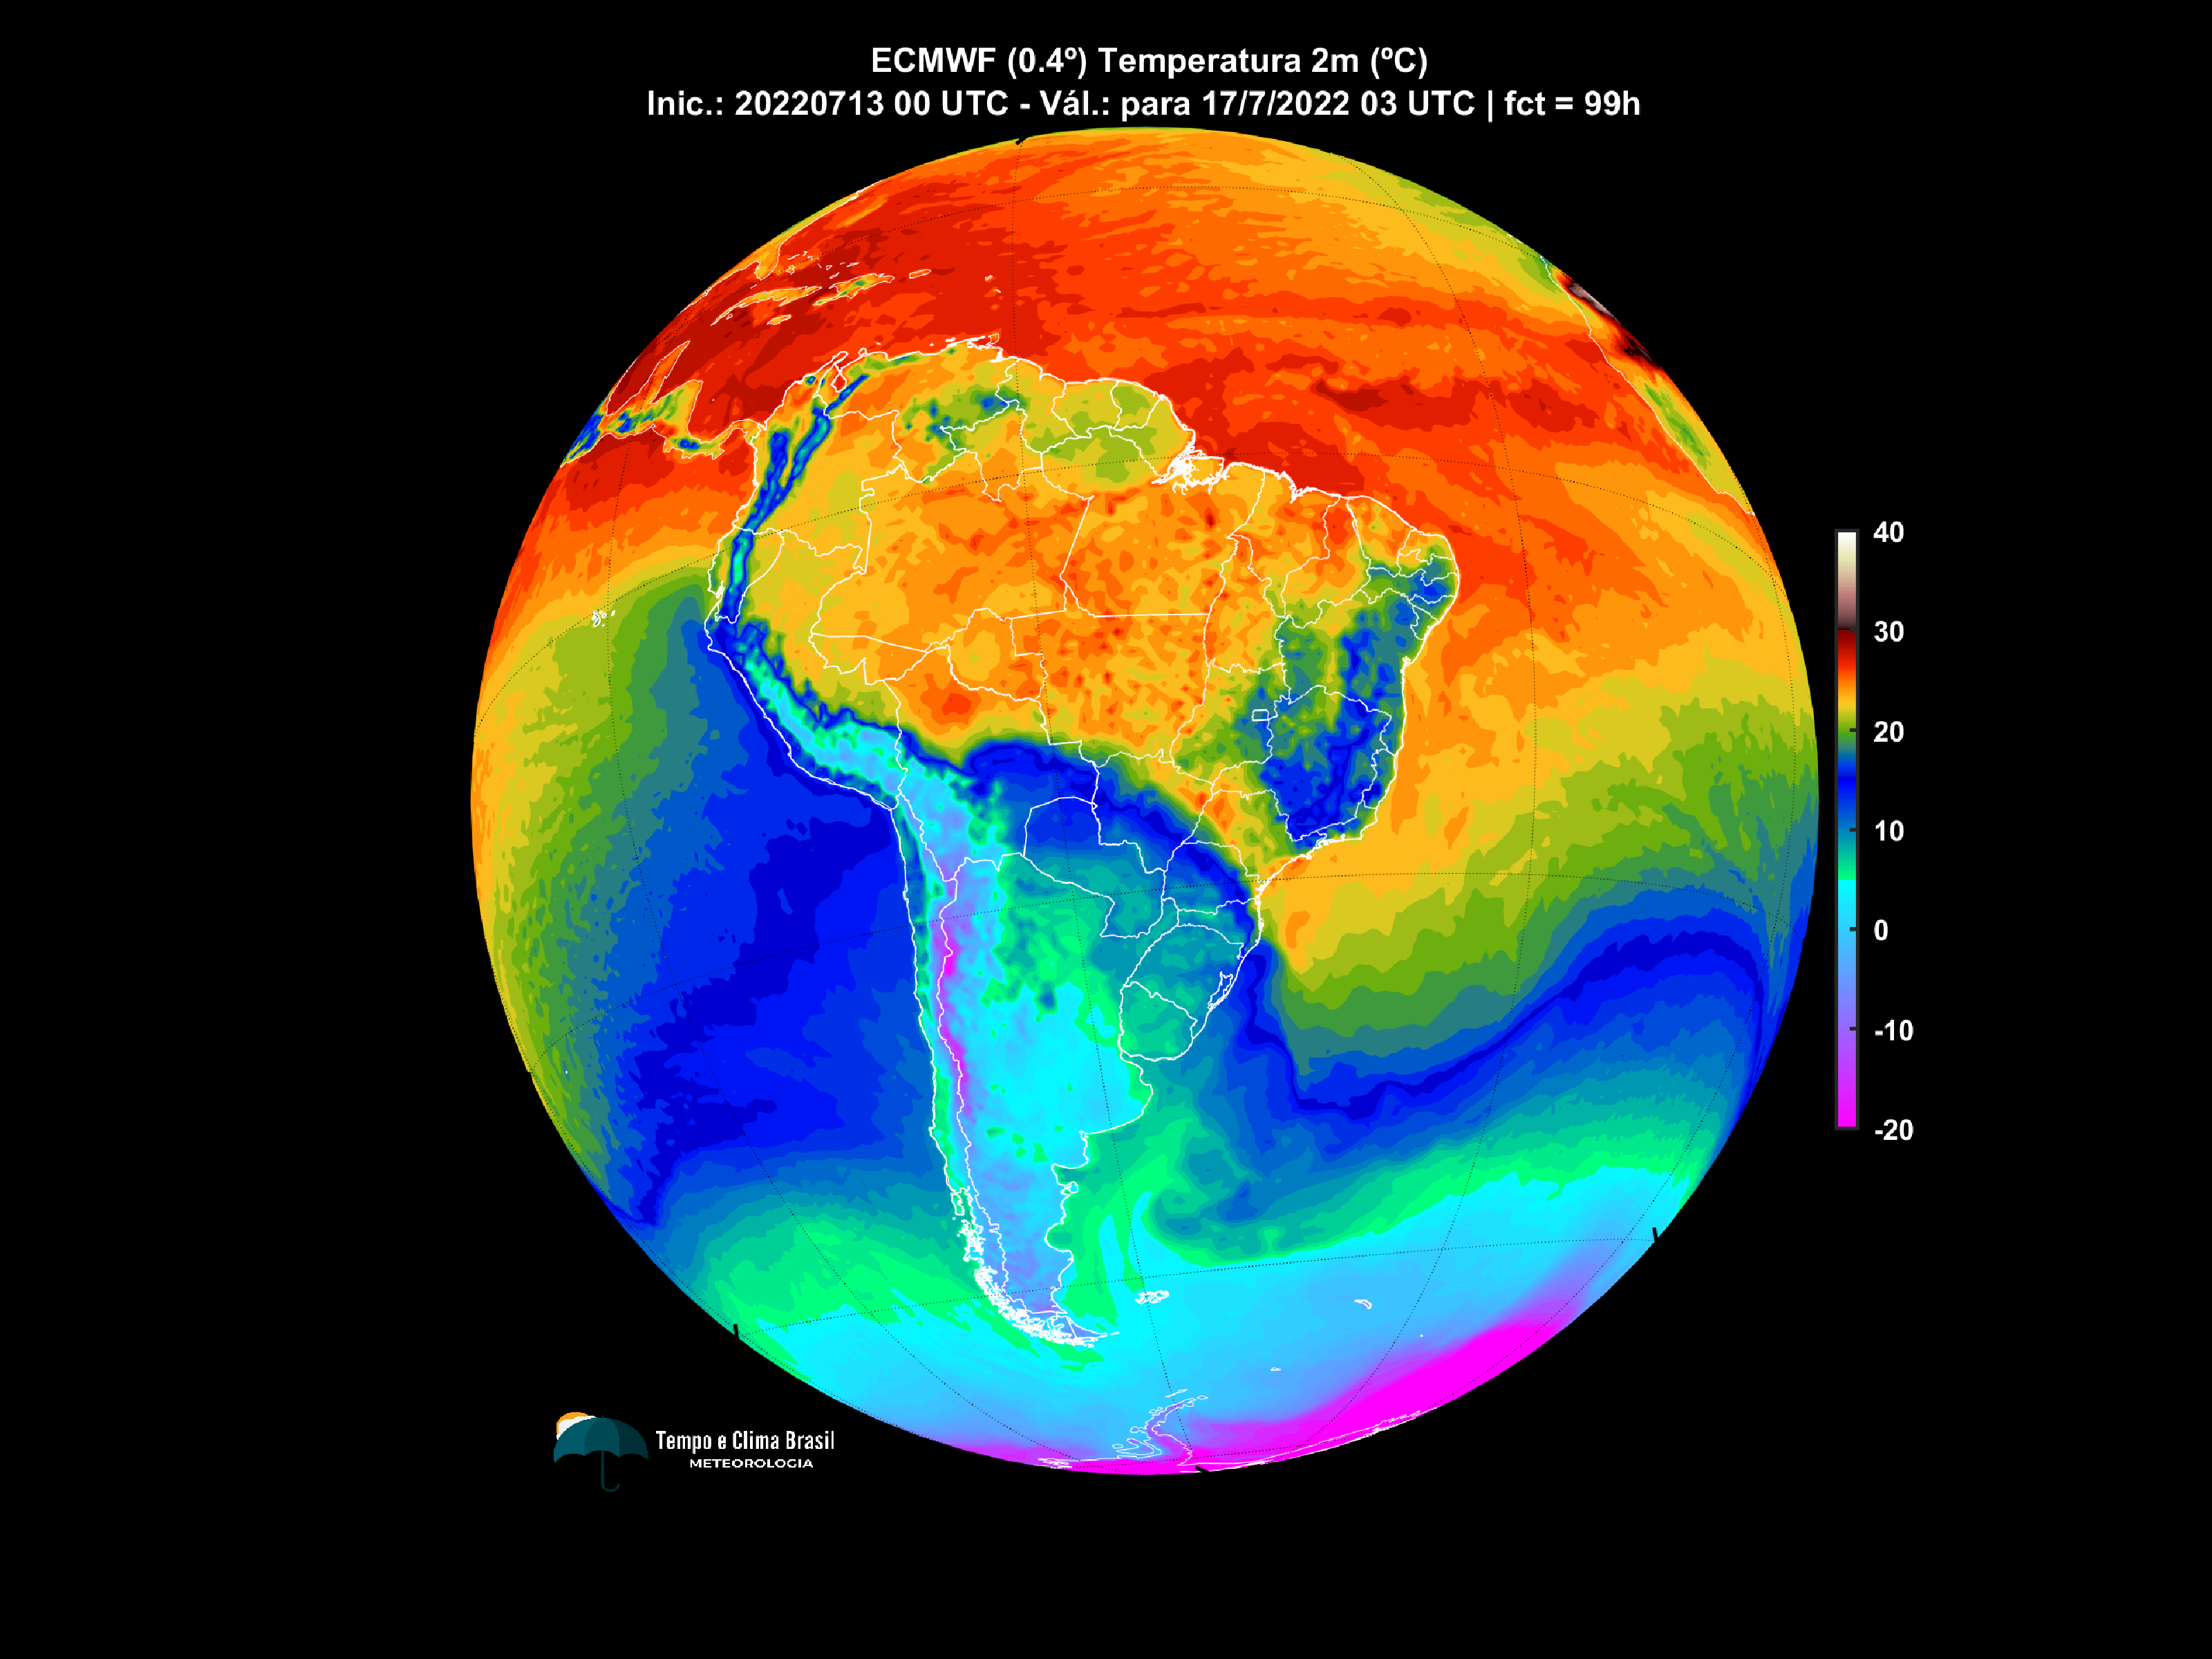 ECMWF (0.4º) Temperatura 2m (ºC)
Inic.: 20220713 00 UTC - Vál.: para 17/7/2022 03 UTC | fct = 99h
40
30
20
10
0
-10
-20
Tempo e Clima Brasil
METEOROLOGIA